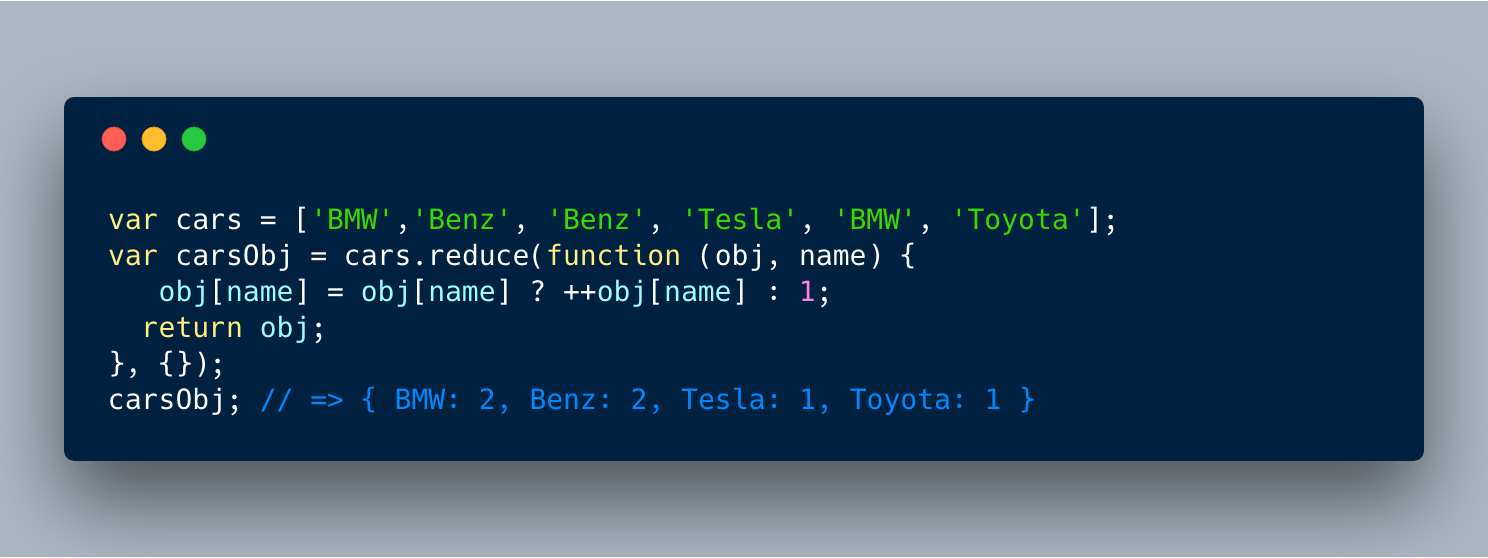 var cars = ['BMW','Benz', 'Benz', 'Tesla', 'BMW', 'Toyota'];
var carsObj = cars.reduce(function (obj, name) {
   obj[name] = obj[name] ? ++obj[name] : 1;
  return obj;
}, {});
carsObj; // => { BMW: 2, Benz: 2, Tesla: 1, Toyota: 1 }